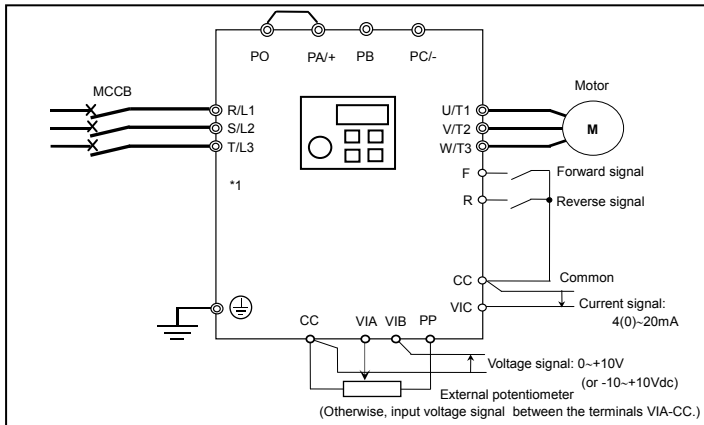 PO PA/+ PB PC/-
MCCB
Motor
R/L1
S/L2
T/L3
U/T1
V/T2
W/T3
M
*1
F
Forward signal
R
Reverse signal
CC
Common
VIC
Current signal:
4(0)~20mA
CC VIA VIB PP
Voltage signal: 0~+10V
(or -10~+10Vdc)
External potentiometer
(Otherwise, input voltage signal between the terminals VIA-CC.)